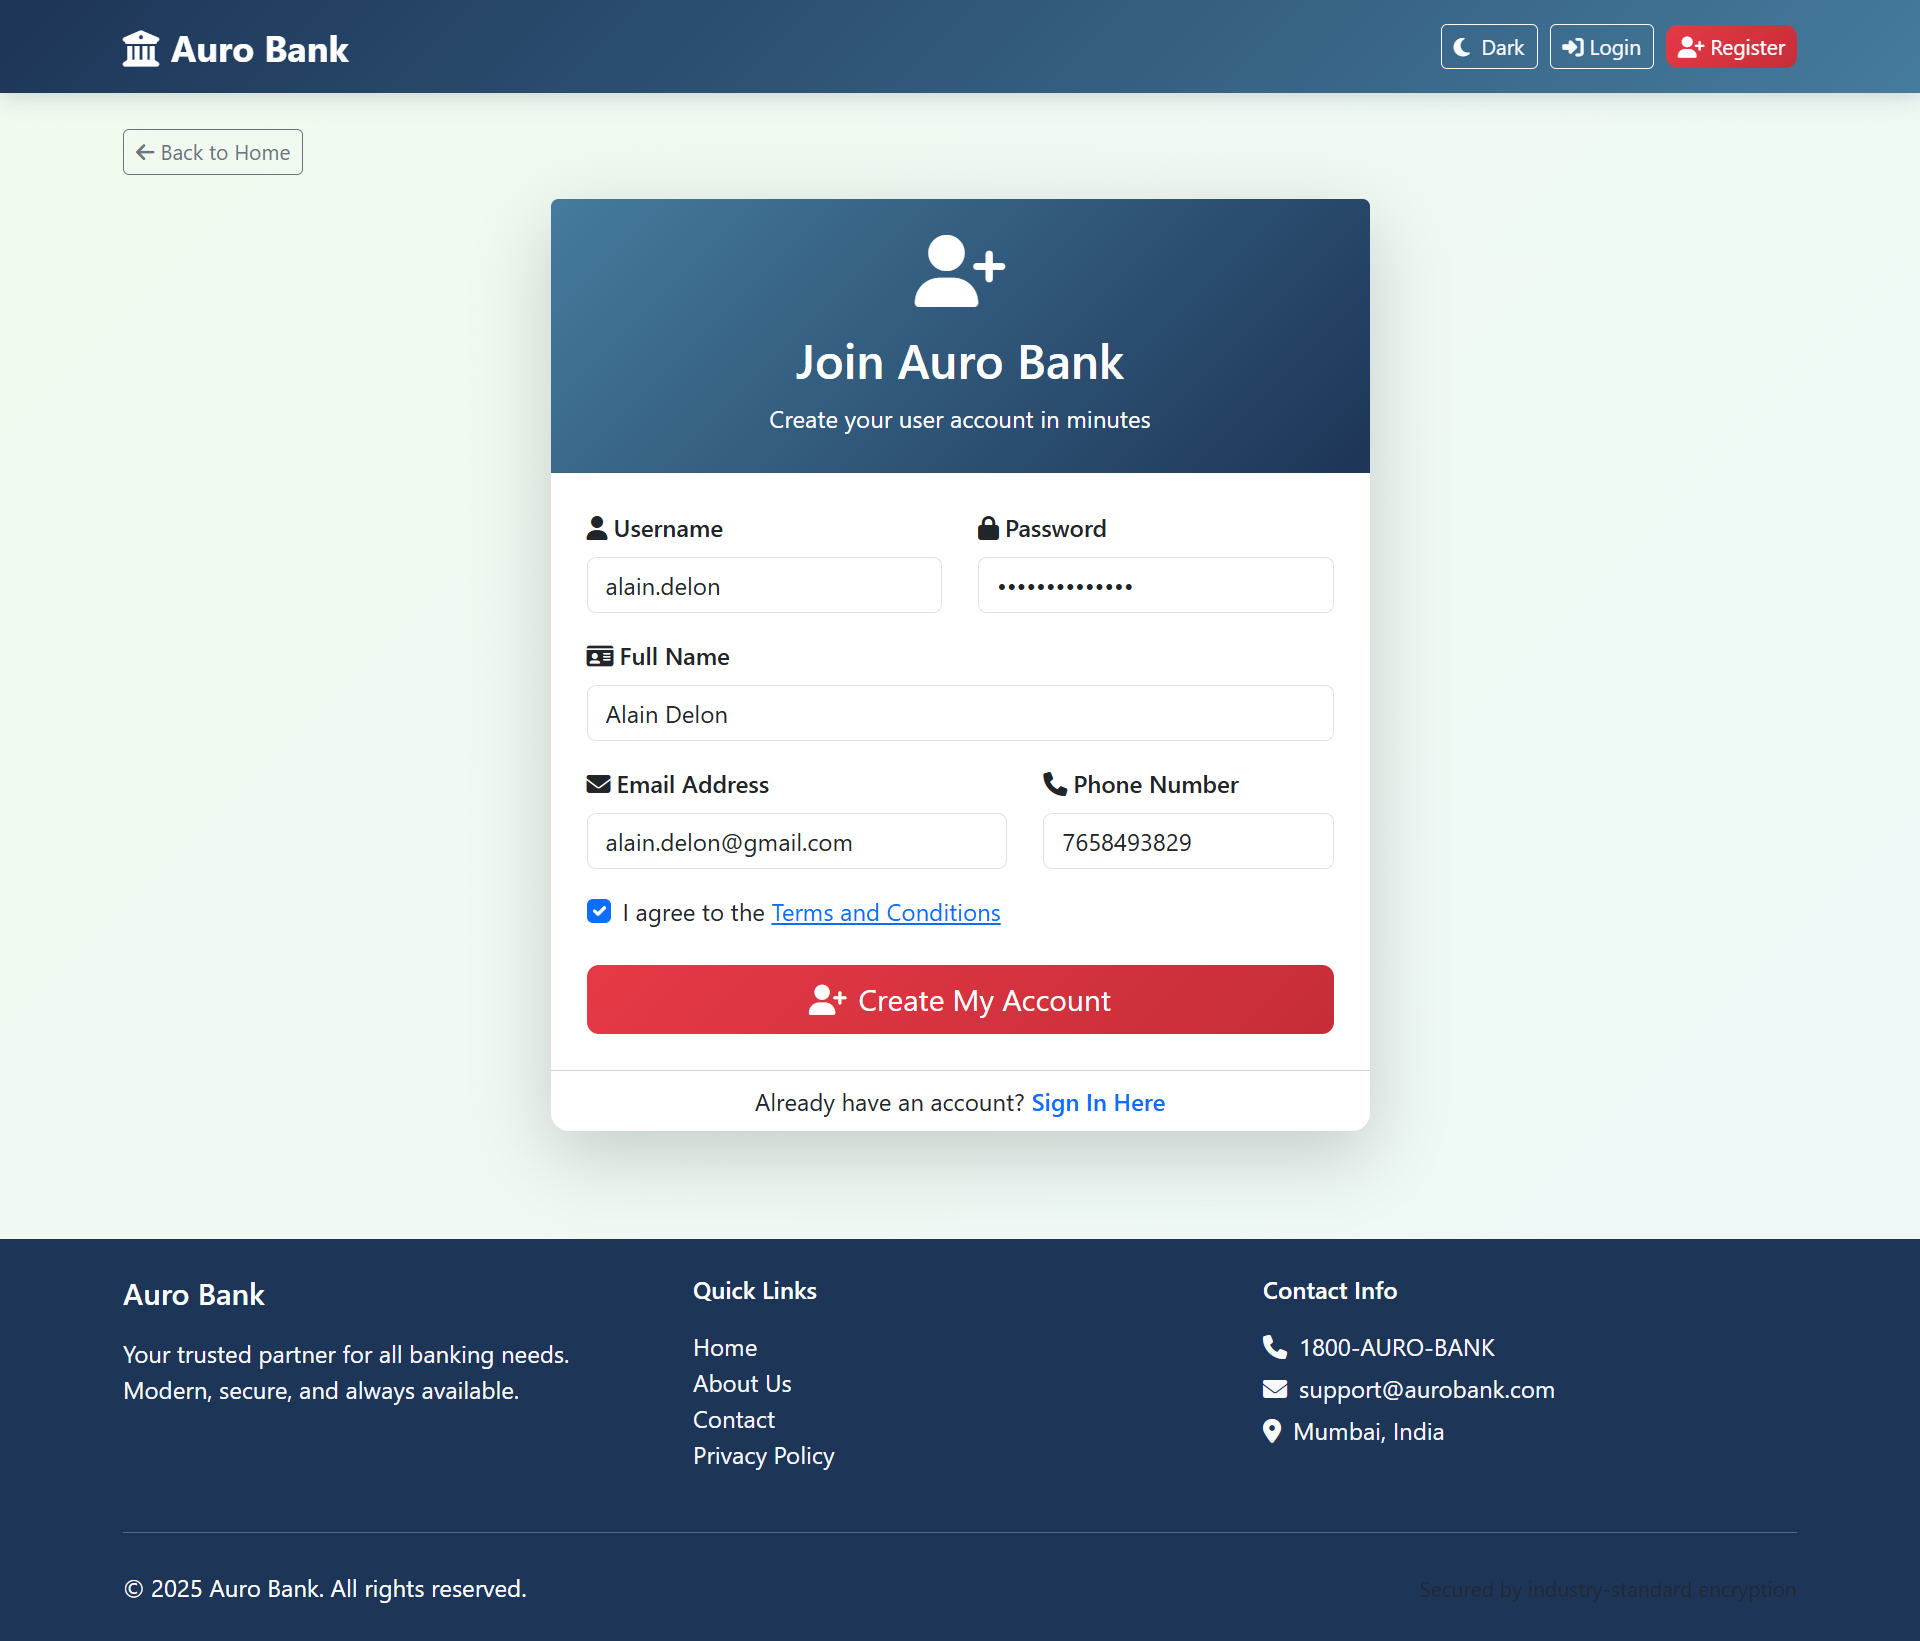 Auro Bank
Dark
Login
Register
Back to Home
Join Auro Bank
Create your user account in minutes
Username
Password
alain.delon
••••••••••••••
Full Name
Alain Delon
Email Address
Phone Number
alain.delon@gmail.com
7658493829
I agree to the Terms and Conditions
Create My Account
Already have an account? Sign In Here
Auro Bank
Your trusted partner for all banking needs.
Modern, secure, and always available.
Quick Links
Home
About Us
Contact
Privacy Policy
Contact Info
1800-AURO-BANK
support@aurobank.com
Mumbai, India
© 2025 Auro Bank. All rights reserved.
Secured by industry-standard encryption